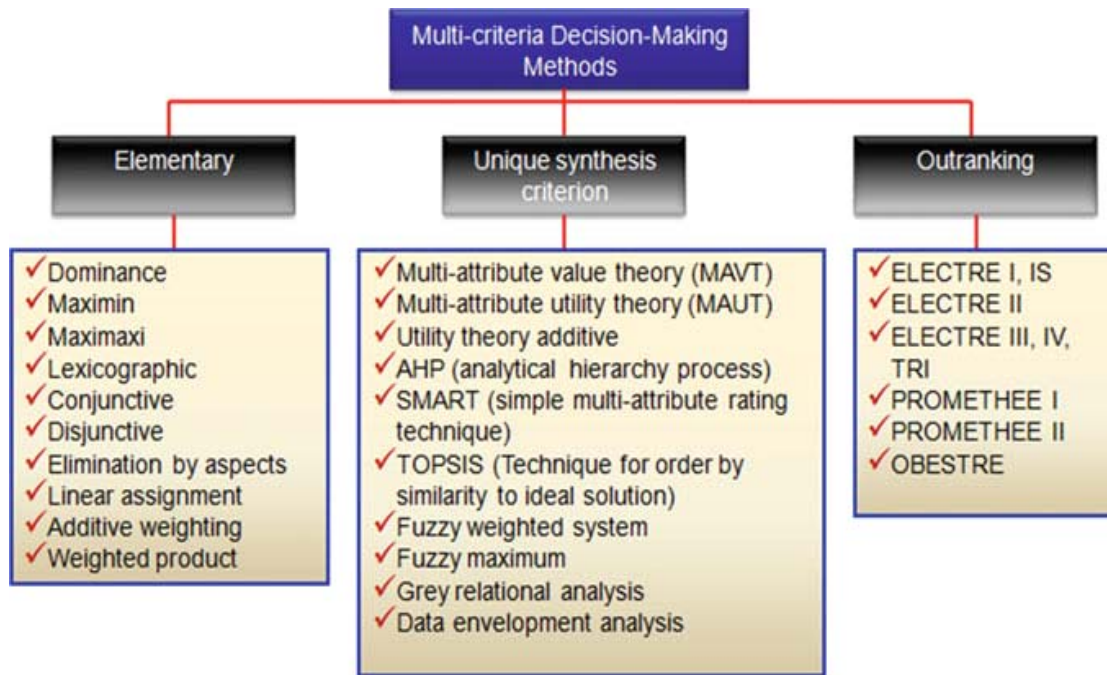 Multi-criteria Decision-Making
Methods
Elementary
Unique synthesis
criterion
Outranking
Dominance
Maximin
Maximaxi
Lexicographic
Conjunctive
Disjunctive
Elimination by aspects
Linear assignment
Additive weighting
Weighted product
Multi-attribute value theory (MAVT)
Multi-attribute utility theory (MAUT)
Utility theory additive
AHP (analytical hierarchy process)
SMART (simple multi-attribute rating
technique)
TOPSIS (Technique for order by
similarity to ideal solution)
Fuzzy weighted system
Fuzzy maximum
Grey relational analysis
Data envelopment analysis
ELECTRE I, IS
ELECTRE II
ELECTRE III, IV,
TRI
PROMETHEE I
PROMETHEE II
OBESTRE